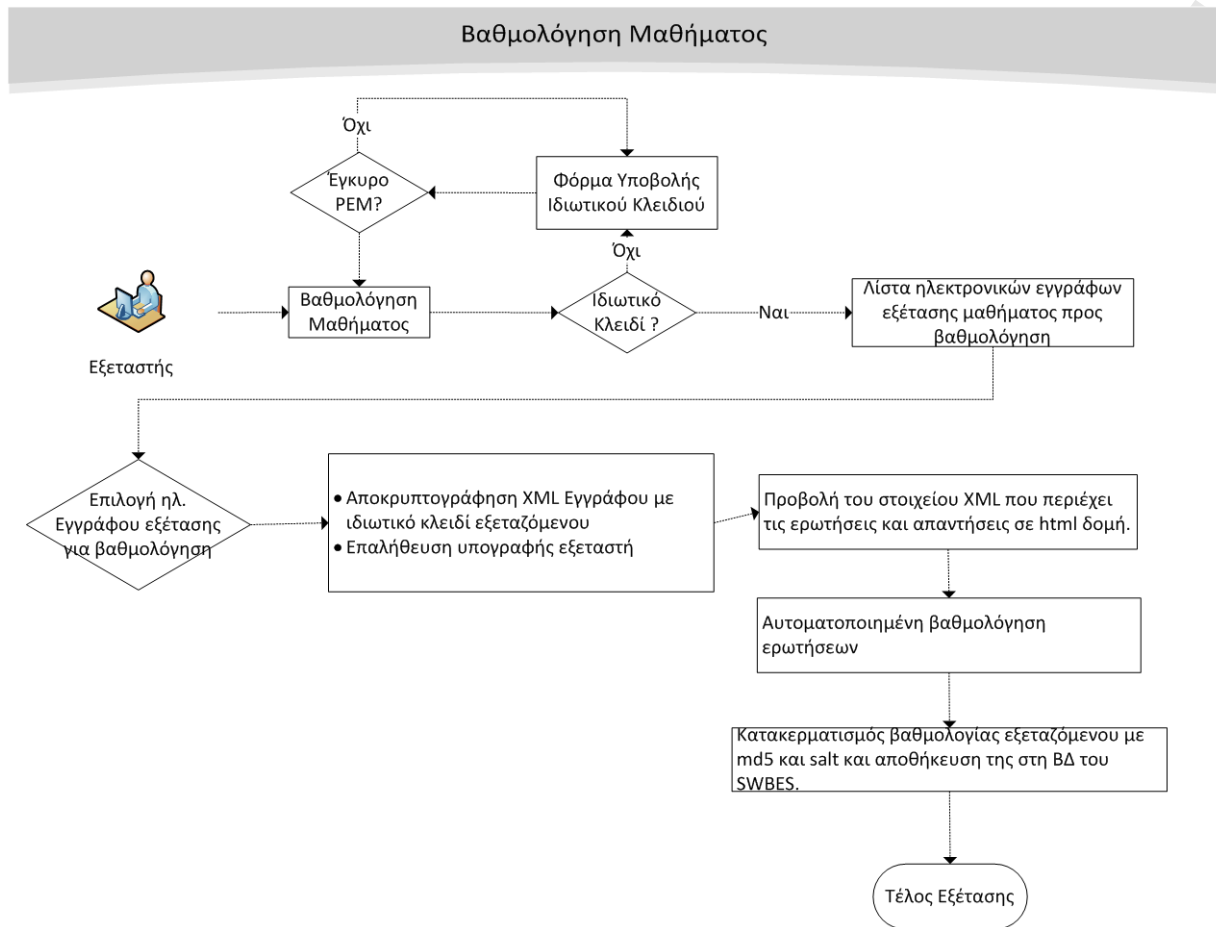 Βαθμολόγηση Μαθήματος
Όχι
Έγκυρο
PEM?
Φόρμα Υποβολής
Ιδιωτικού Κλειδιού
Όχι
Εξεταστής
Βαθμολόγηση
Μαθήματος
Ιδιωτικό
Κλειδί ?
Ναι
Λίστα ηλεκτρονικών εγγράφων
εξέτασης μαθήματος προς
βαθμολόγηση
Επιλογή ηλ.
Εγγράφου εξέτασης
για βαθμολόγηση
• Αποκρυπτογράφηση XML Εγγράφου με
ιδιωτικό κλειδί εξεταζόμενου
• Επαλήθευση υπογραφής εξεταστή
Προβολή του στοιχείου XML που περιέχει
τις ερωτήσεις και απαντήσεις σε html δομή.
Αυτοματοποιημένη βαθμολόγηση
ερωτήσεων
Κατακερματισμός βαθμολογίας εξεταζόμενου με
md5 και salt και αποθήκευση της στη ΒΔ του
SWBES.
Τέλος Εξέτασης